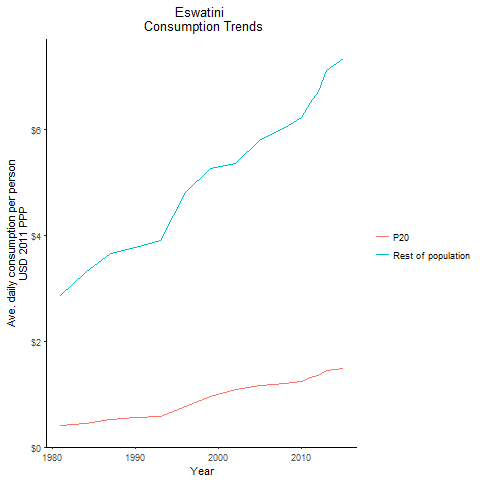 Eswatini
Consumption Trends
Ave. daily consumption per person
USD 2011 PPP
$6
$4
$2
$0
1980 1990 2000 2010
Year
P20
Rest of population